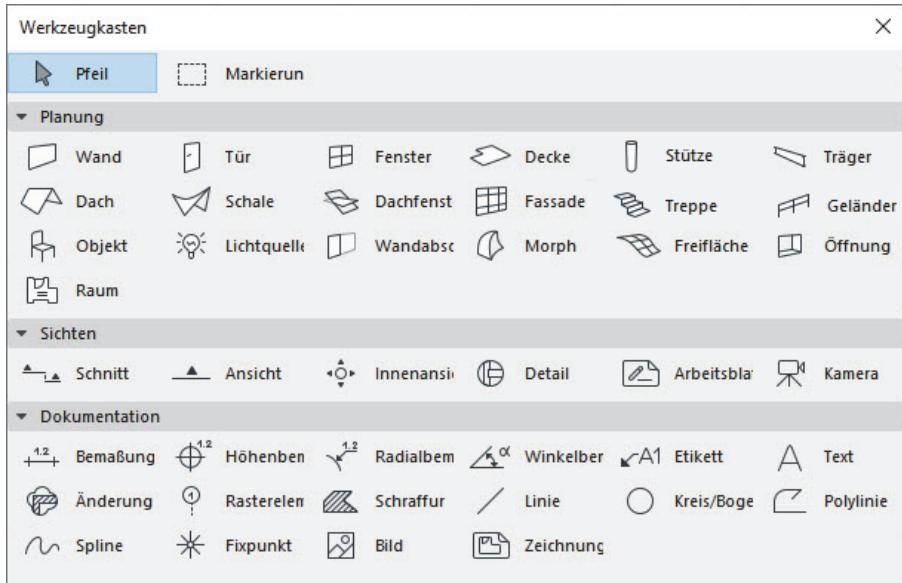 Werkzeugkasten
Pfeil Markierun
Planung
Wand Tür Fenster Decke Stütze Träger
Dach Schale Dachfenst Fassade Treppe Geländer
Objekt Lichtquelle Wandabsc Morph Freifläche Öffnung
Raum
Sichten
Schnitt Ansicht Innenansi Detail Arbeitsbla Kamera
Dokumentation
1.2 Bemaßung 1.2 Höhenben 1.2 Radialbem α Winkelber A1 Etikett A Text
Änderung 1 Rasterelem Schraffur Linie Kreis/Boge Polylinie
Spline Fixpunkt Bild Zeichnung